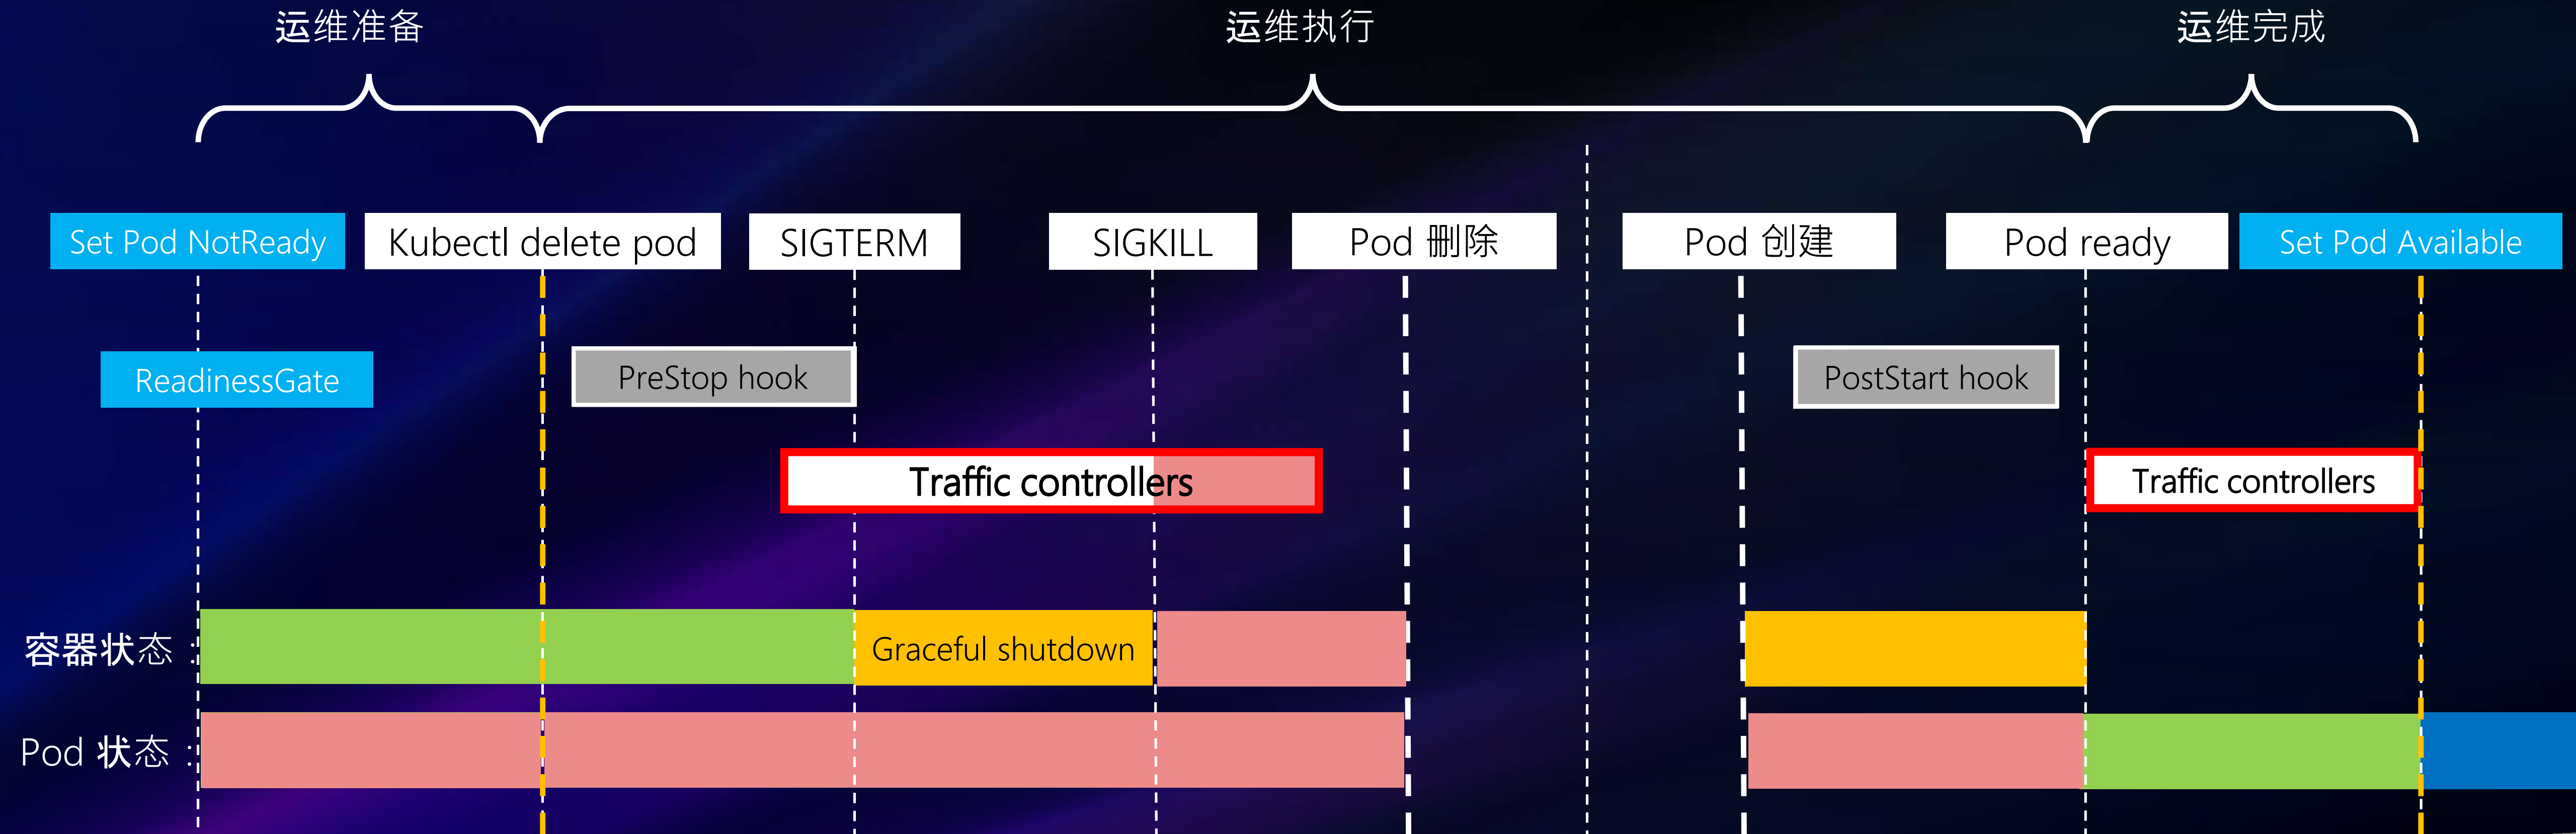 运维准备
运维执行
运维完成
Set Pod NotReady
Kubectl delete pod
SIGTERM
SIGKILL
Pod 删除
Pod 创建
Pod ready
Set Pod Available
ReadinessGate
PreStop hook
PostStart hook
Traffic controllers
Traffic controllers
容器状态：
Graceful shutdown
Pod 状态：